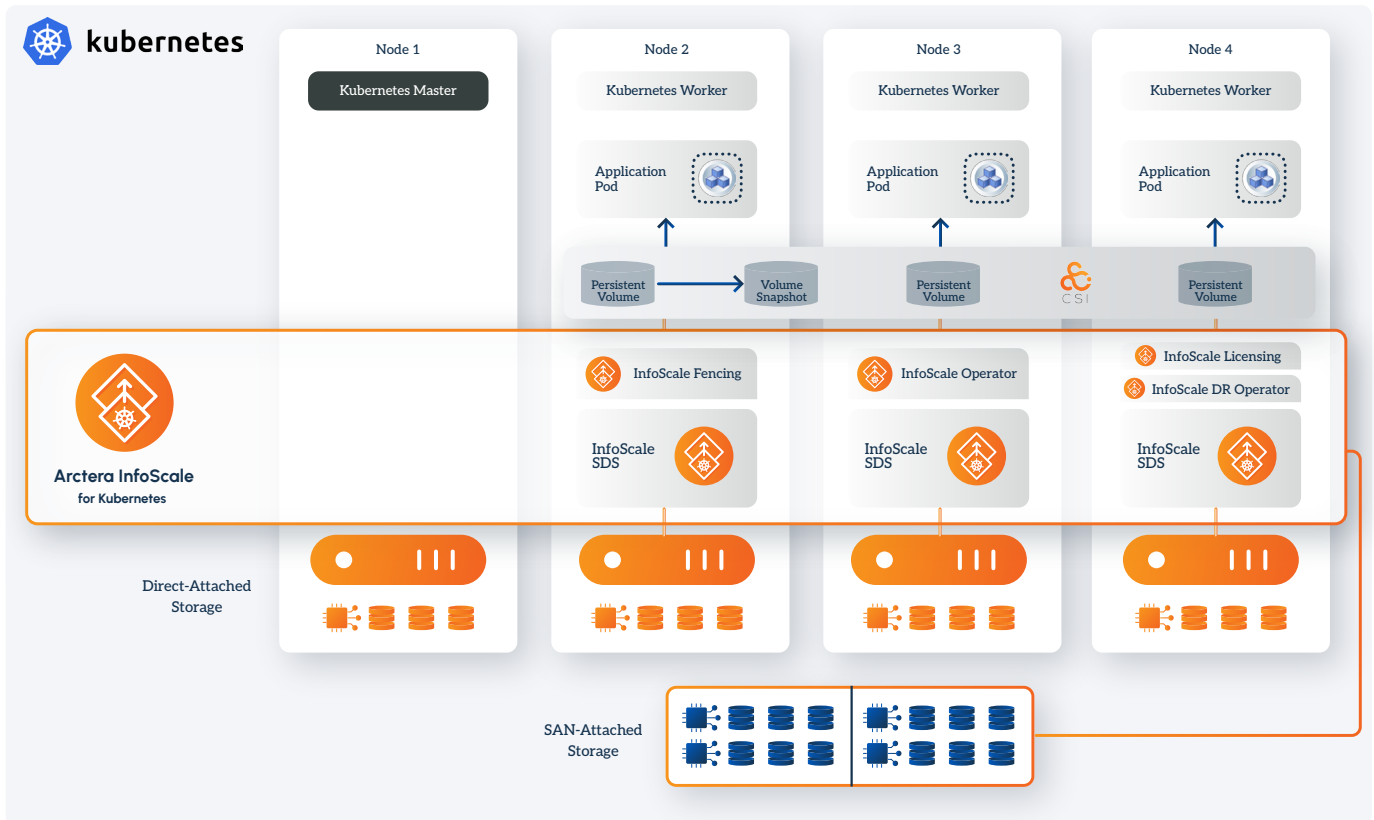 kubernetes
Node 1
Kubernetes Master
Node 2
Kubernetes Worker
Application
Pod
Node 3
Kubernetes Worker
Application
Pod
Node 4
Kubernetes Worker
Application
Pod
Persistent
Volume
Volume
Snapshot
Persistent
Volume
CSI
Persistent
Volume
Arctera InfoScale
for Kubernetes
InfoScale Fencing
InfoScale
SDS
InfoScale Operator
InfoScale
SDS
InfoScale Licensing
InfoScale DR Operator
InfoScale
SDS
Direct-Attached
Storage
SAN-Attached
Storage